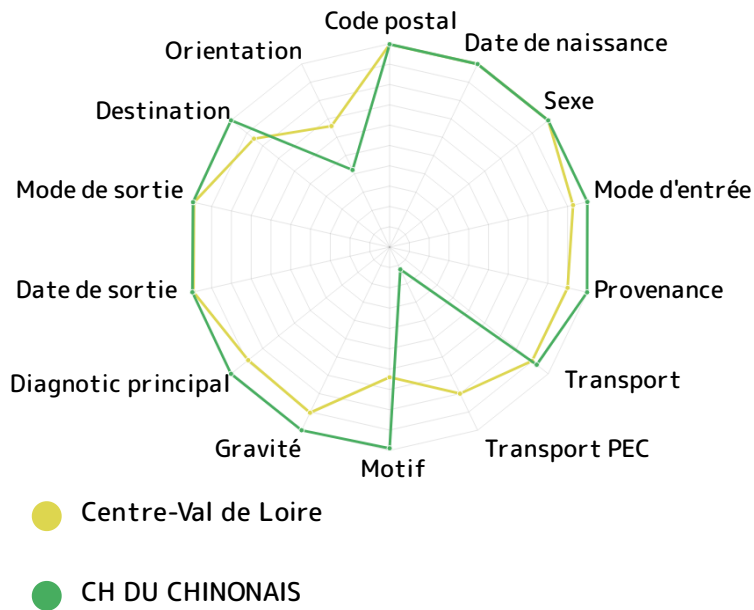 Code postal
Orientation
Date de naissance
Destination
Sexe
Mode de sortie
Mode d'entrée
Date de sortie
Provenance
Diagnotic principal
Transport
Gravité
Transport PEC
Motif
Centre-Val de Loire
CH DU CHINONAIS